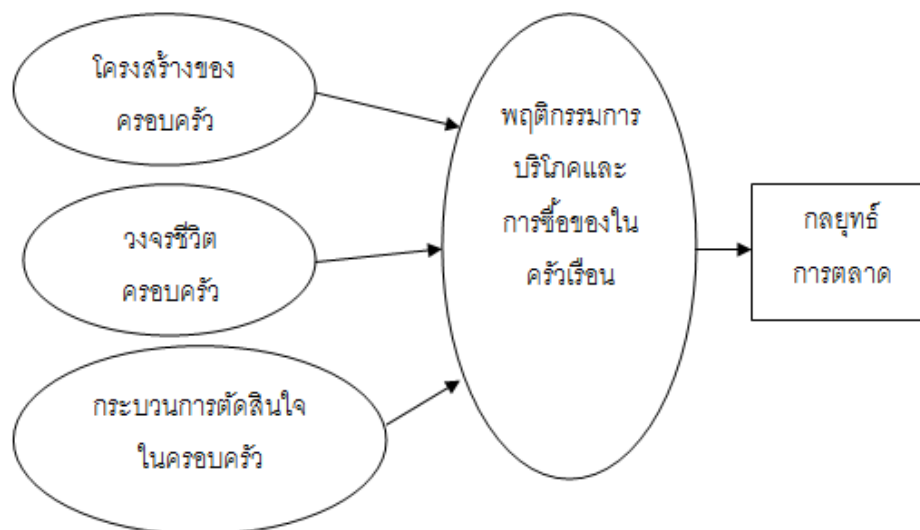 โครงสร้างของ
ครอบครัว
วงจรชีวิต
ครอบครัว
กระบวนการตัดสินใจ
ในครอบครัว
พฤติกรรมการ
บริโภคและ
การซื้อของใน
ครัวเรือน
กลยุทธ์
การตลาด